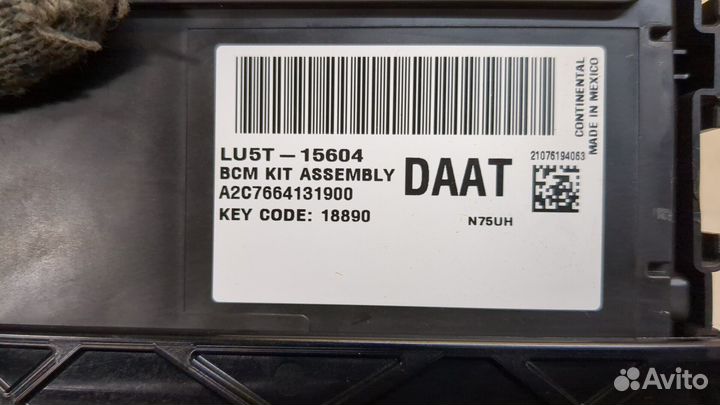 LU5T-15604
BCM KIT ASSEMBLY
A2C7664131900
KEY CODE: 18890
DAAT
N75UH
21076194063
CONTINENTAL
MADE IN MEXICO
Avito